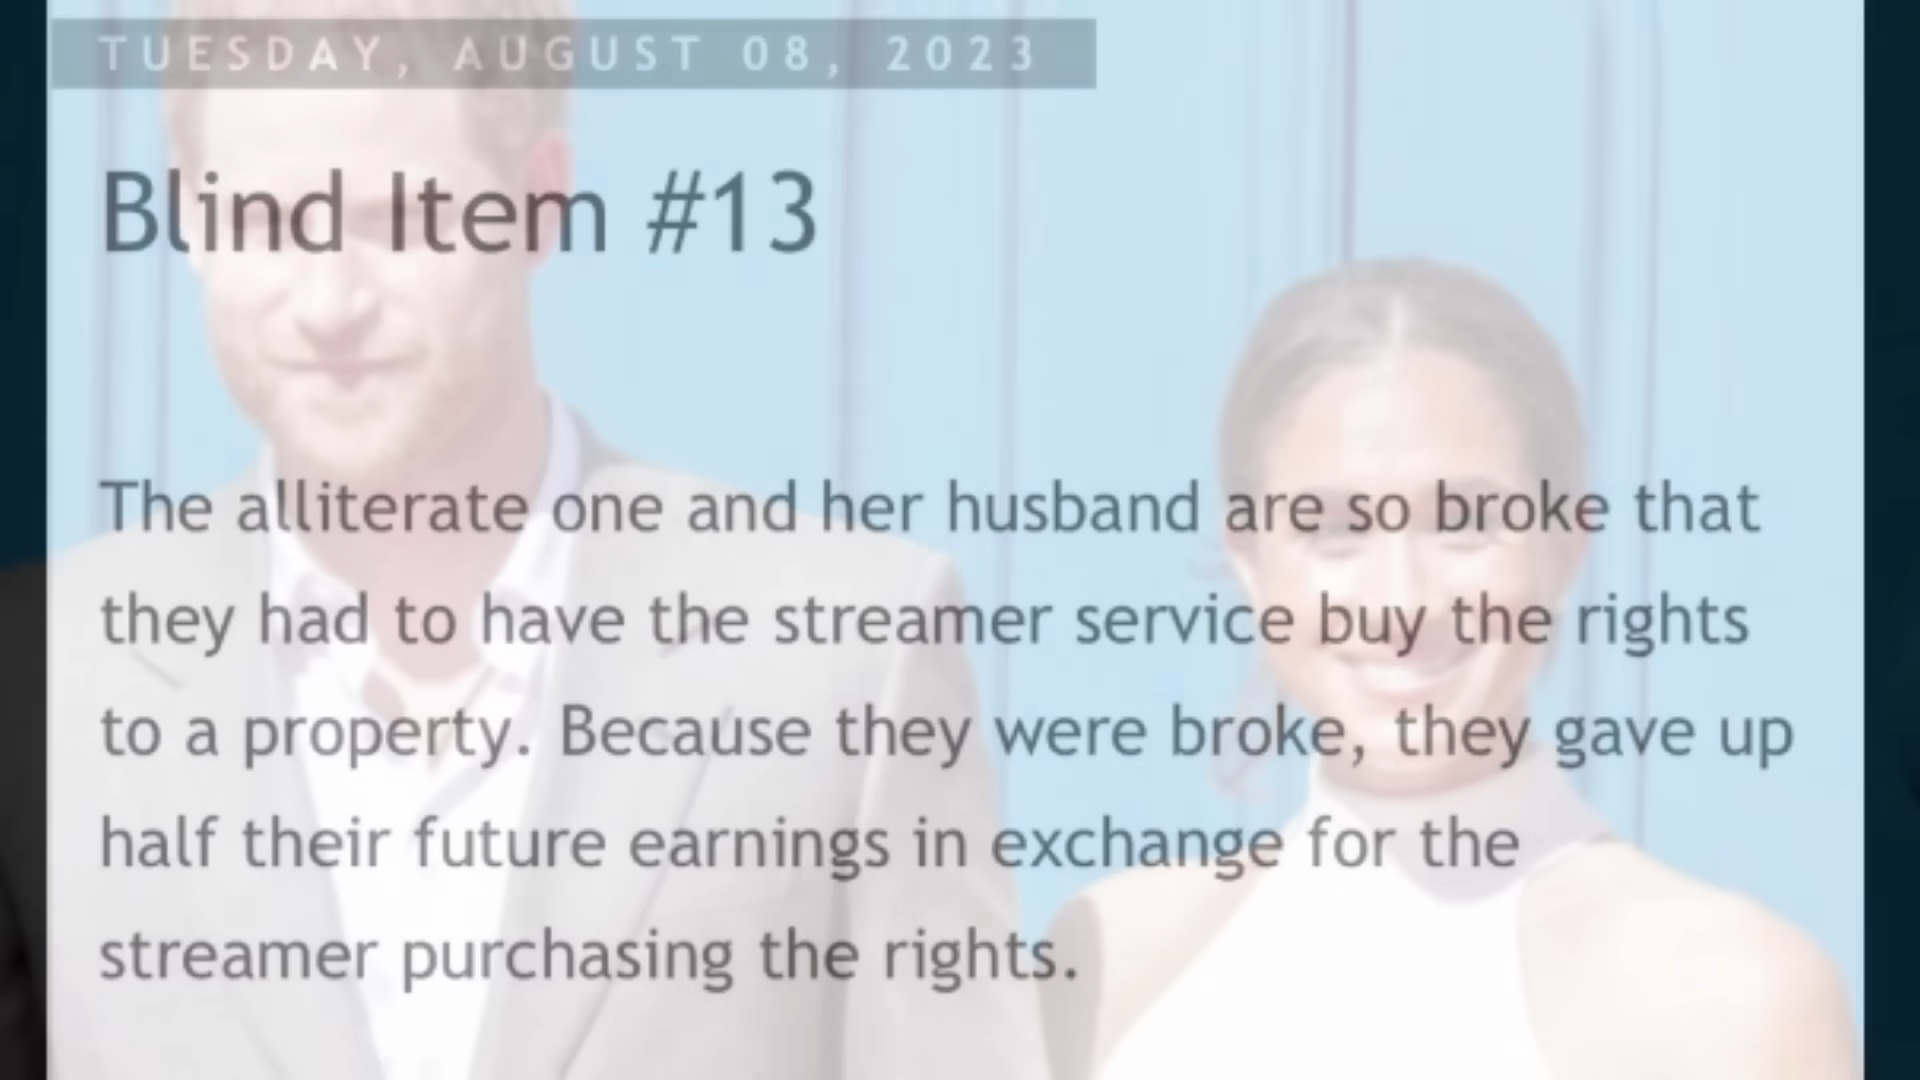 TUESDAY, AUGUST 08, 2023
Blind Item #13
The alliterate one and her husband are so broke that
they had to have the streamer service buy the rights
to a property. Because they were broke, they gave up
half their future earnings in exchange for the
streamer purchasing the rights.